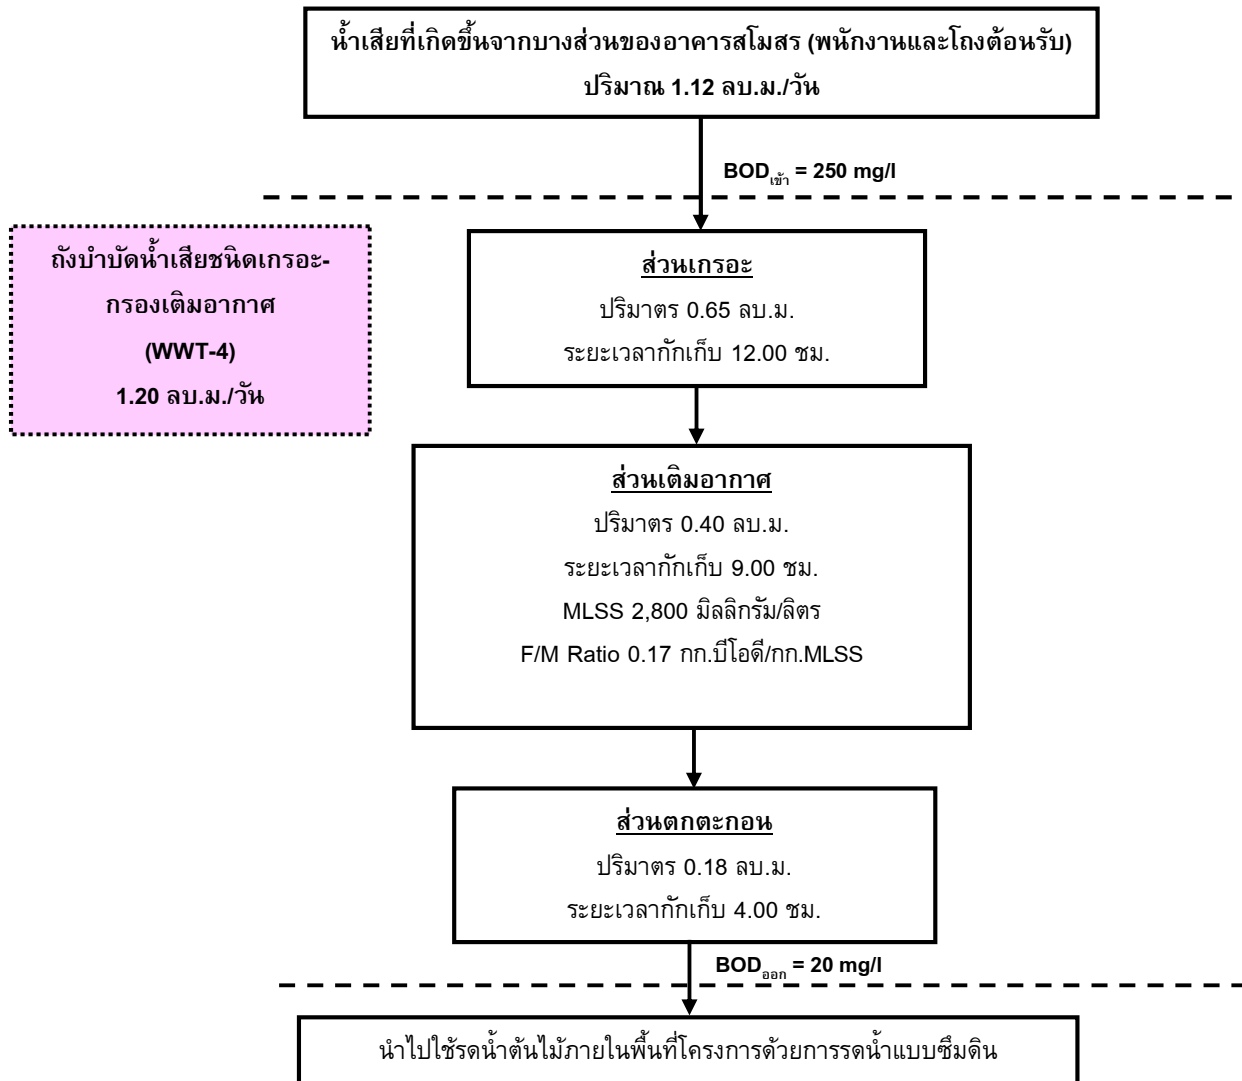 น้ำเสียที่เกิดขึ้นจากบางส่วนของอาคารสโมสร (พนักงานและโถงต้อนรับ)
ปริมาณ 1.12 ลบ.ม./วัน
BODเข้า = 250 mg/l
ถังบำบัดน้ำเสียชนิดเกรอะ-
กรองเติมอากาศ
(WWT-4)
1.20 ลบ.ม./วัน
ส่วนเกรอะ
ปริมาตร 0.65 ลบ.ม.
ระยะเวลากักเก็บ 12.00 ชม.
ส่วนเติมอากาศ
ปริมาตร 0.40 ลบ.ม.
ระยะเวลากักเก็บ 9.00 ชม.
MLSS 2,800 มิลลิกรัม/ลิตร
F/M Ratio 0.17 กก.บีโอดี/กก.MLSS
ส่วนตกตะกอน
ปริมาตร 0.18 ลบ.ม.
ระยะเวลากักเก็บ 4.00 ชม.
BODออก = 20 mg/l
นำไปใช้รดน้ำต้นไม้ภายในพื้นที่โครงการด้วยการรดน้ำแบบซึมดิน